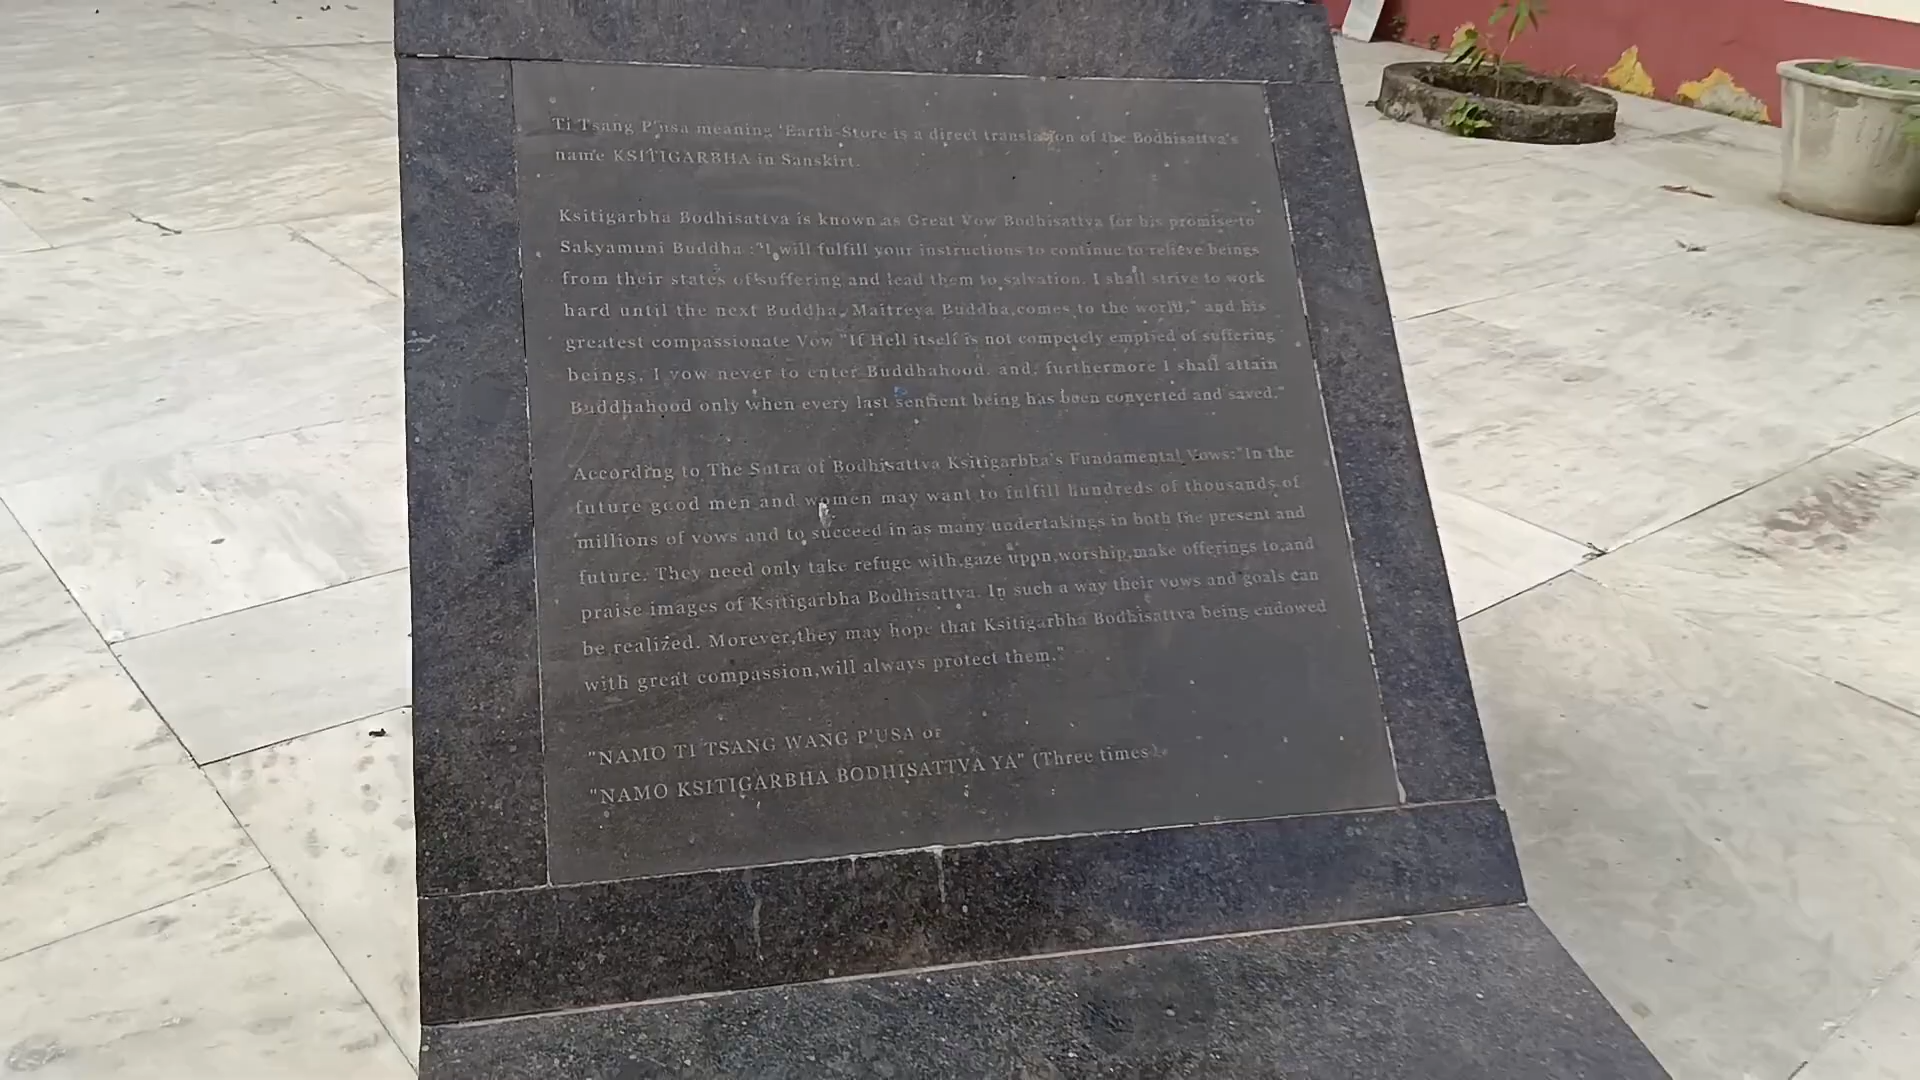 Ti Tsang P'usa meaning 'Earth-Store is a direct translation of the Bodhisattva's
name KSITIGARBHA in Sanskirt.
Ksitigarbha Bodhisattva is known as Great Vow Bodhisattva for his promise to
Sakyamuni Buddha :"I will fulfill your instructions to continue to relieve beings
from their states of suffering and lead them to salvation. I shall strive to work
hard until the next Buddha, Maitreya Buddha,comes to the world," and his
greatest compassionate Vow "If Hell itself is not competely emptied of suffering
beings, I vow never to enter Buddhahood. and, furthermore I shall attain
Buddhahood only when every last sentient being has been converted and saved."
According to The Sutra of Bodhisattva Ksitigarbha's Fundamental Vows:"In the
future good men and women may want to fulfill hundreds of thousands of
millions of vows and to succeed in as many undertakings in both the present and
future. They need only take refuge with,gaze uppn,worship,make offerings to,and
praise images of Ksitigarbha Bodhisattva. In such a way their vows and goals can
be realized. Morever,they may hope that Ksitigarbha Bodhisattva being endowed
with great compassion,will always protect them."
"NAMO TI TSANG WANG P'USA or
"NAMO KSITIGARBHA BODHISATTVA YA" (Three times).